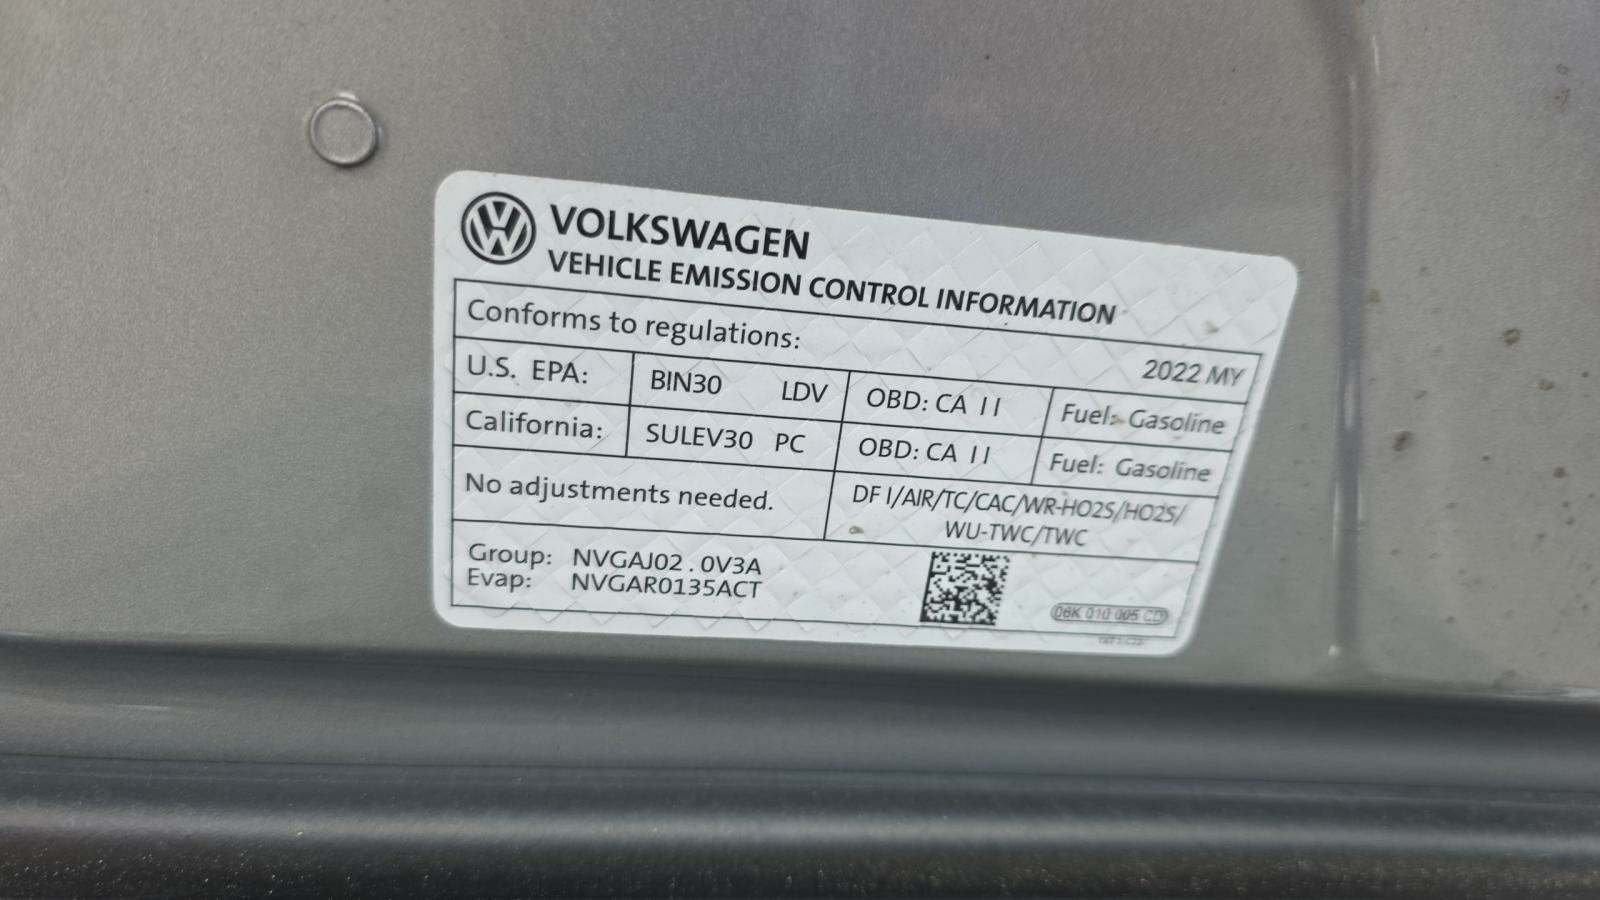 VOLKSWAGEN
VEHICLE EMISSION CONTROL INFORMATION
Conforms to regulations: 2022 MY
U.S. EPA: BIN30 LDV OBD: CA II Fuel: Gasoline
California: SULEV30 PC OBD: CA II Fuel: Gasoline
No adjustments needed. DFI/AIR/TC/CAC/WR-HO2S/HO2S/
WU-TWC/TWC
Group: NVGAJ02.0V3A
Evap: NVGAR0135ACT
06K 010 005 CD